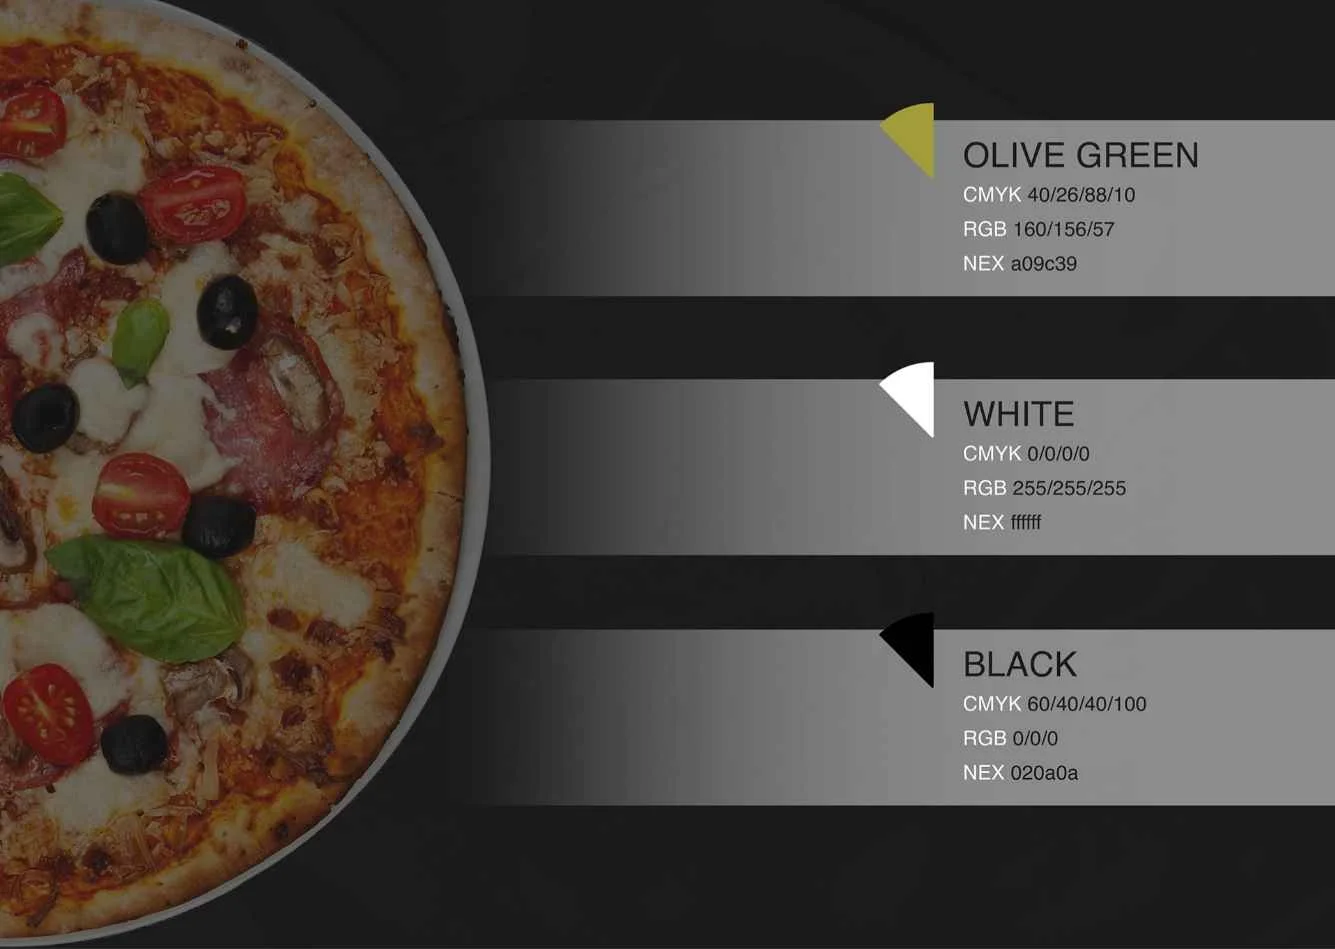 OLIVE GREEN
CMYK 40/26/88/10
RGB 160/156/57
NEX a09c39
WHITE
CMYK 0/0/0/0
RGB 255/255/255
NEX ffffff
BLACK
CMYK 60/40/40/100
RGB 0/0/0
NEX 020a0a